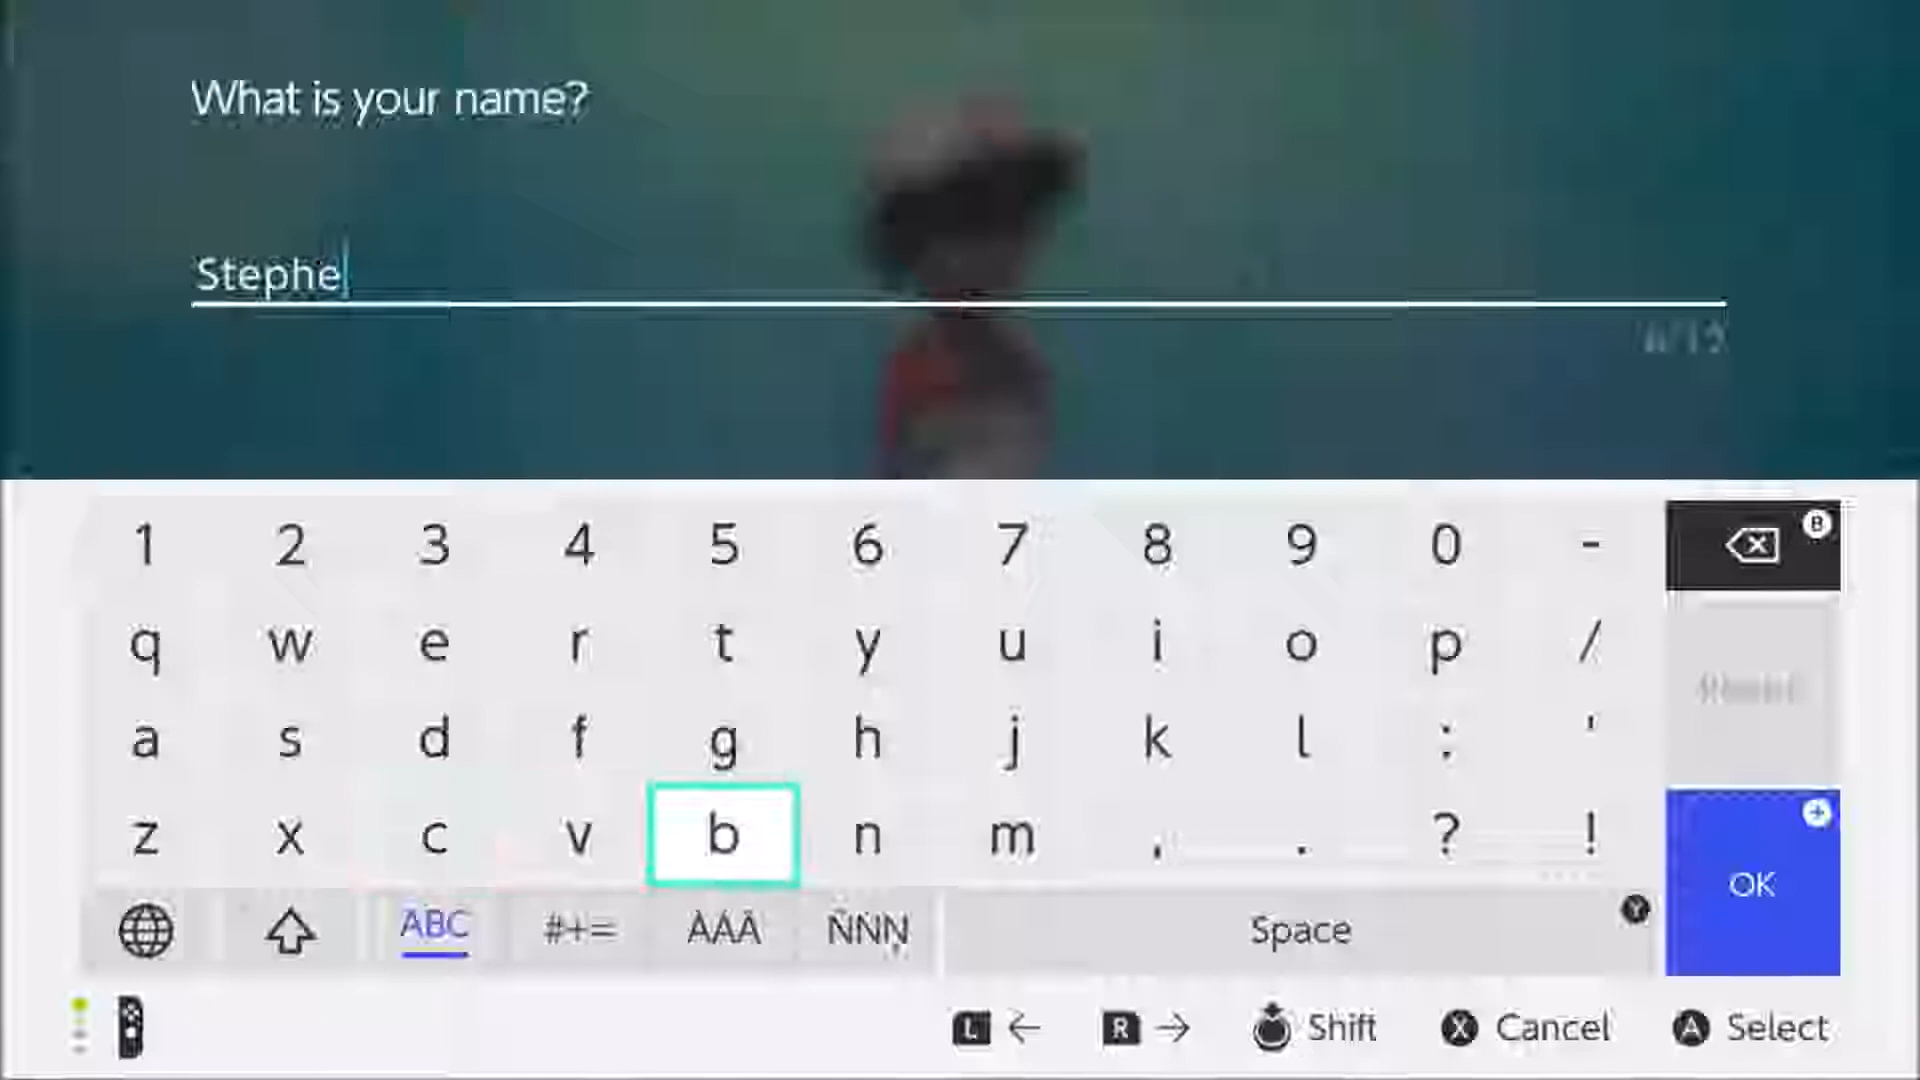 What is your name?
Stephe
1 2 3 4 5 6 7 8 9 0 -
B
q w e r t y u i o p /
a s d f g h j k l : '
z x c v b n m , . ? !
+
OK
ABC #+= ÀÁÂ ÑŃŅ Space Y
L ← R → Shift X Cancel A Select